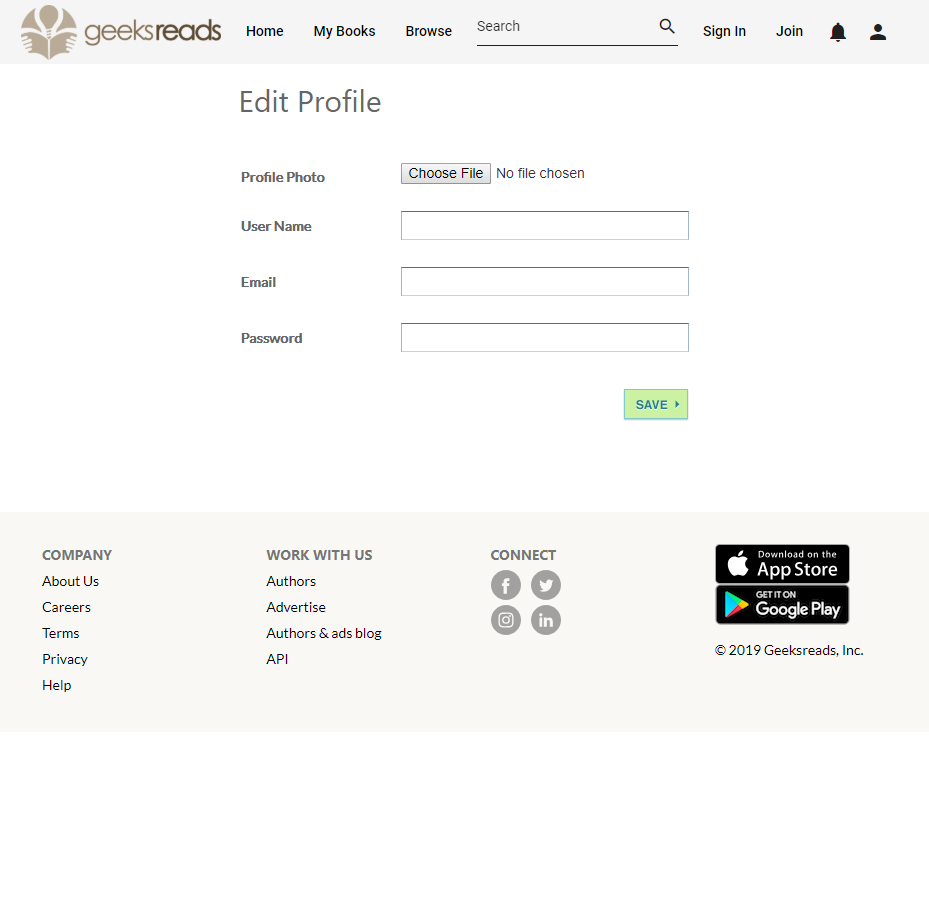 geeksreads Home My Books Browse Search Sign In Join
Edit Profile
Profile Photo Choose File No file chosen
User Name
Email
Password
SAVE
COMPANY
About Us
Careers
Terms
Privacy
Help
WORK WITH US
Authors
Advertise
Authors & ads blog
API
CONNECT
Download on the
App Store
GET IT ON
Google Play
© 2019 Geeksreads, Inc.